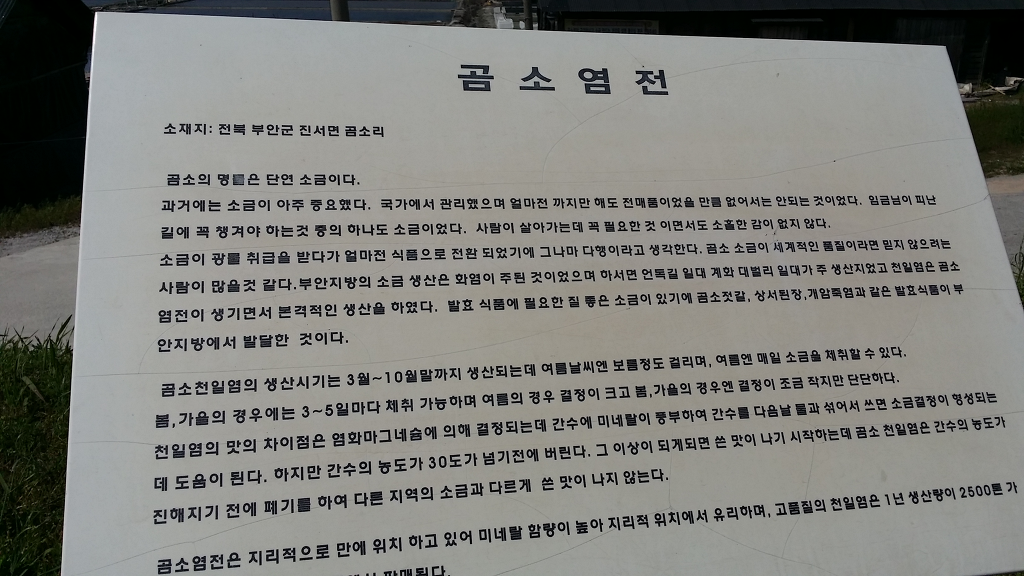 곰소염전
소재지: 전북 부안군 진서면 곰소리
곰소의 명물은 단연 소금이다.
과거에는 소금이 아주 중요했다. 국가에서 관리했으며 얼마전 까지만 해도 전매품이었을 만큼 없어서는 안되는 것이었다. 임금님이 피난
길에 꼭 챙겨야 하는것 중의 하나도 소금이었다. 사람이 살아가는데 꼭 필요한 것 이면서도 소홀한 감이 없지 않다.
소금이 광물 취급을 받다가 얼마전 식품으로 전환 되었기에 그나마 다행이라고 생각한다. 곰소 소금이 세계적인 품질이라면 믿지 않으려는
사람이 많을것 같다.부안지방의 소금 생산은 화염이 주된 것이었으며 하서면 언독길 일대 계화 대벌리 일대가 주 생산지였고 천일염은 곰소
염전이 생기면서 본격적인 생산을 하였다. 발효 식품에 필요한 질 좋은 소금이 있기에 곰소젓갈, 상서된장,개암죽염과 같은 발효식품이 부
안지방에서 발달한 것이다.
곰소천일염의 생산시기는 3월~10월말까지 생산되는데 여름날씨엔 보름정도 걸리며, 여름엔 매일 소금을 채취할 수 있다.
봄,가을의 경우에는 3~5일마다 채취 가능하며 여름의 경우 결정이 크고 봄,가을의 경우엔 결정이 조금 작지만 단단하다.
천일염의 맛의 차이점은 염화마그네슘에 의해 결정되는데 간수에 미네랄이 풍부하여 간수를 다음날 물과 섞어서 쓰면 소금결정이 형성되는
데 도움이 된다. 하지만 간수의 농도가 30도가 넘기전에 버린다. 그 이상이 되게되면 쓴 맛이 나기 시작하는데 곰소 천일염은 간수의 농도가
진해지기 전에 폐기를 하여 다른 지역의 소금과 다르게 쓴 맛이 나지 않는다.
곰소염전은 지리적으로 만에 위치 하고 있어 미네랄 함량이 높아 지리적 위치에서 유리하며, 고품질의 천일염은 1년 생산량이 2500톤 가
판매된다.